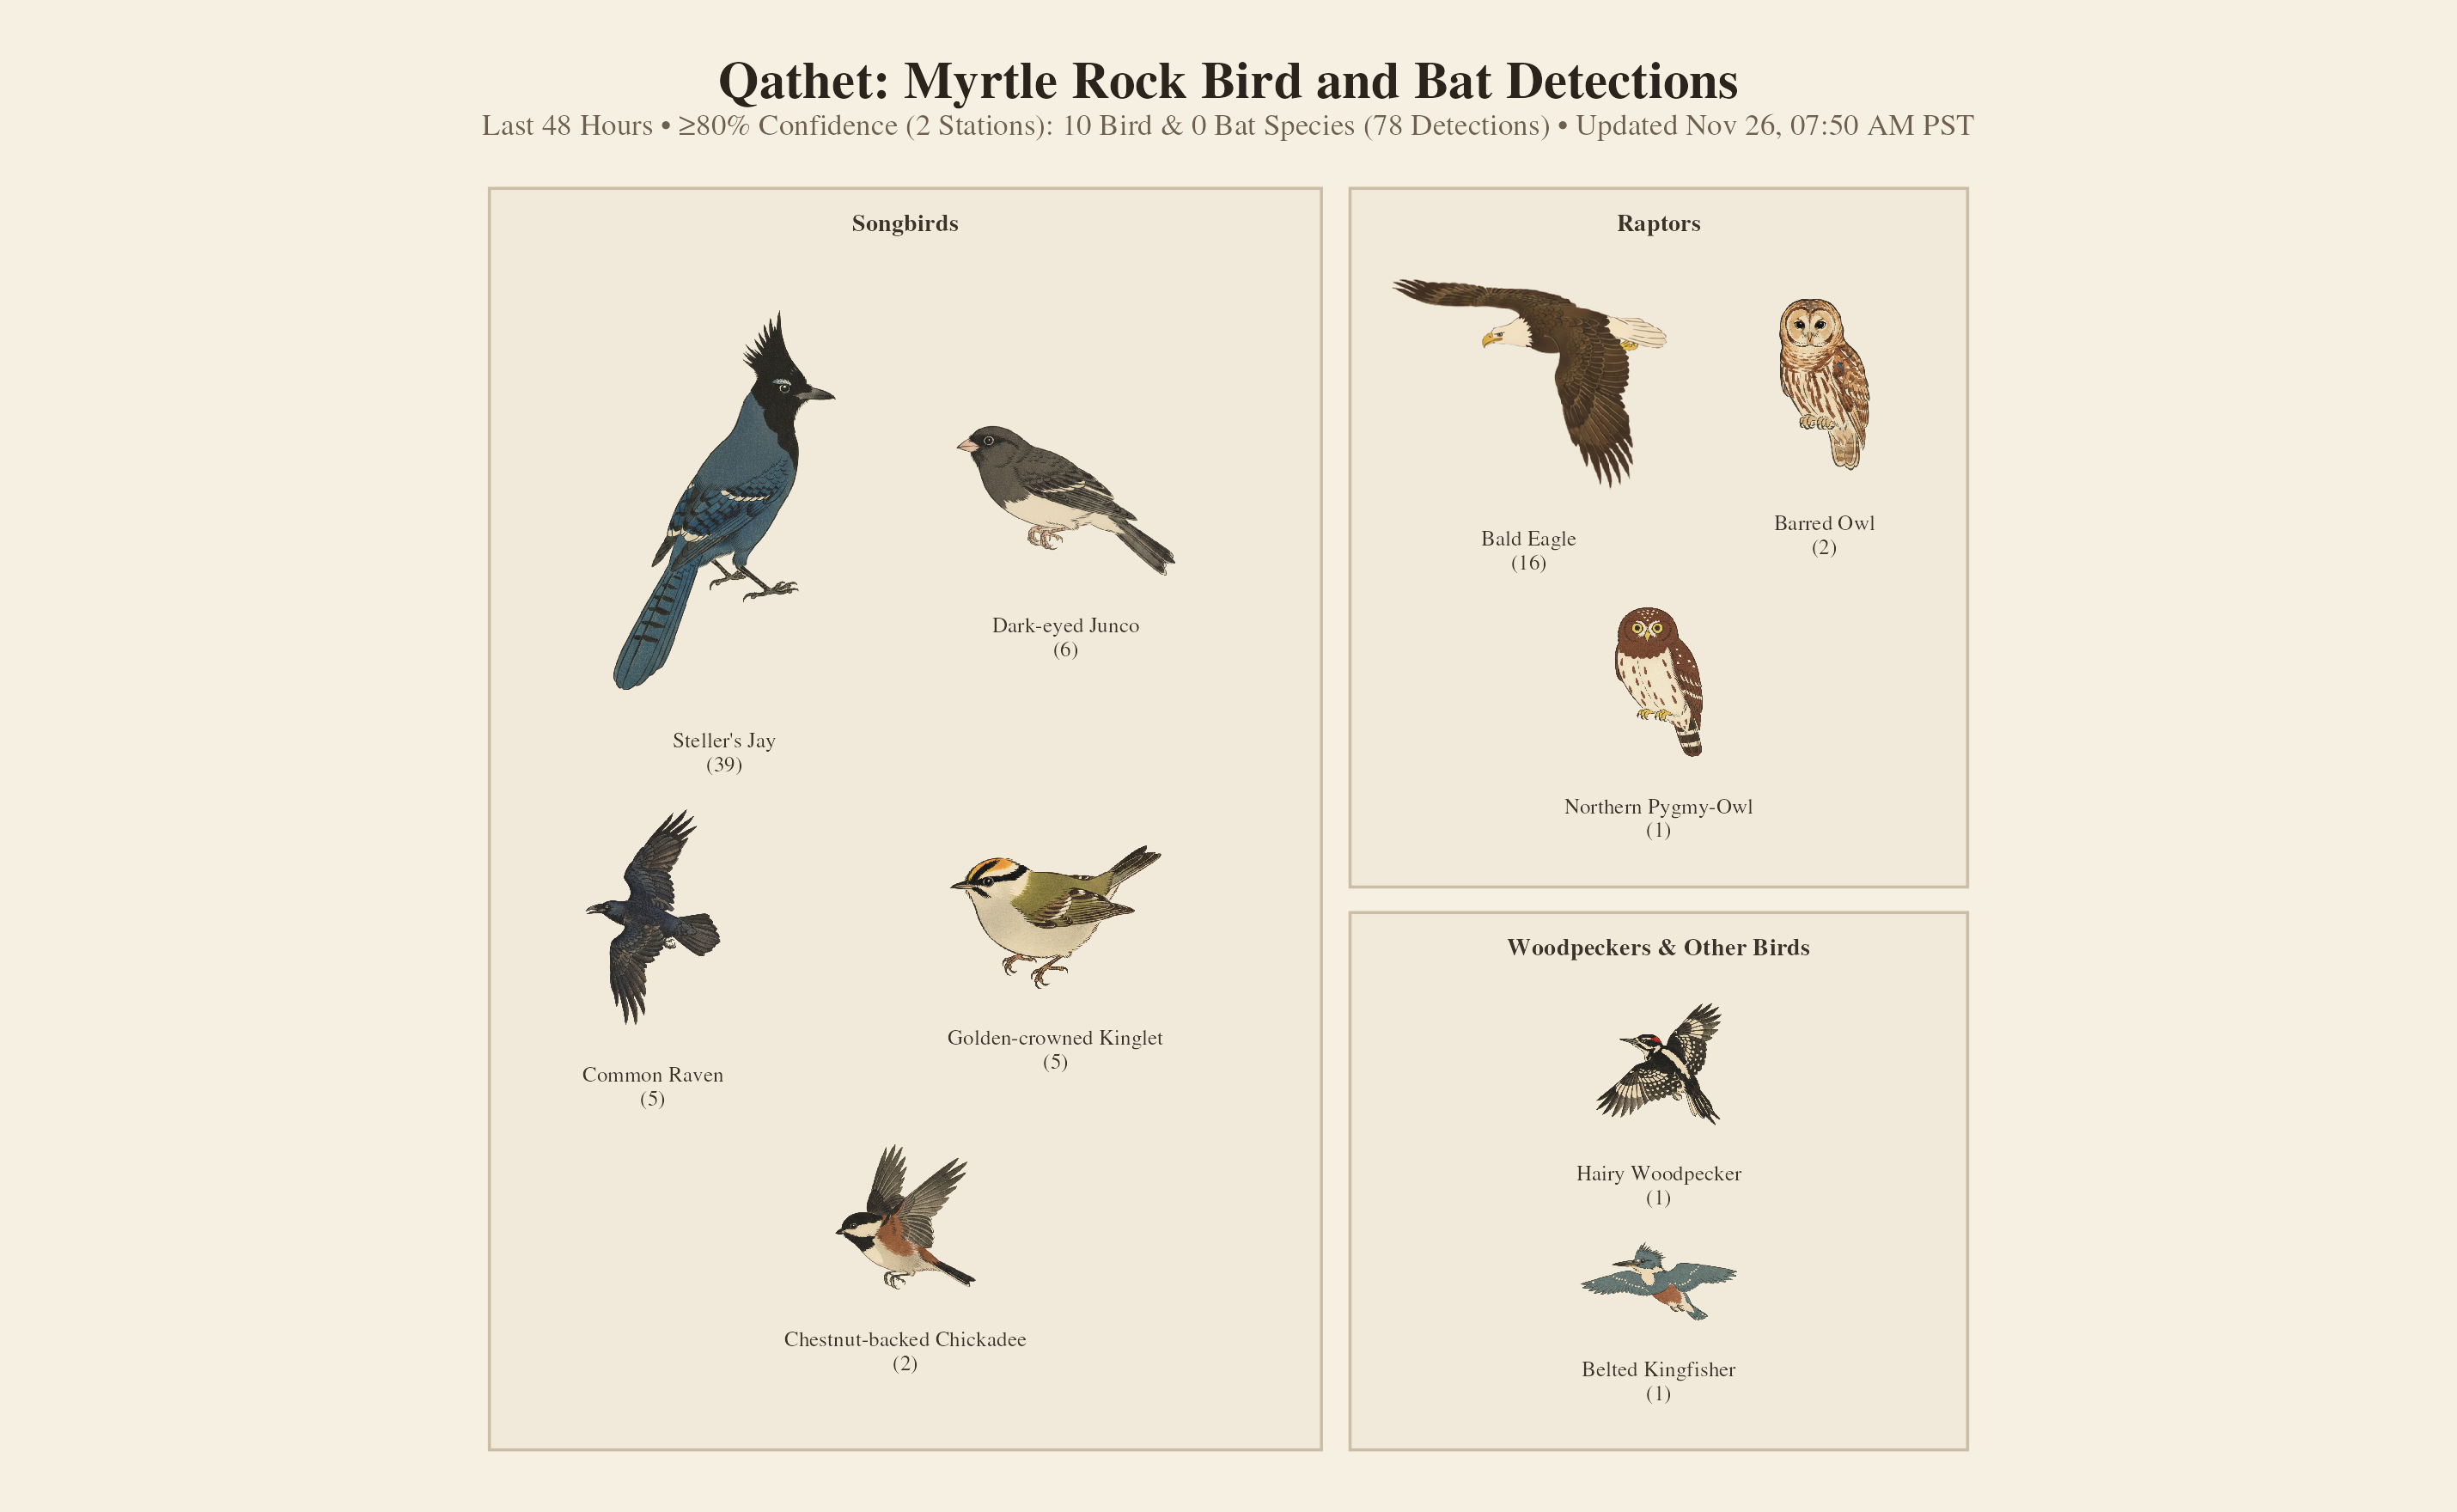 Qathet: Myrtle Rock Bird and Bat Detections
Last 48 Hours • ≥80% Confidence (2 Stations): 10 Bird & 0 Bat Species (78 Detections) • Updated Nov 26, 07:50 AM PST
Songbirds
Steller's Jay
(39)
Dark-eyed Junco
(6)
Common Raven
(5)
Golden-crowned Kinglet
(5)
Chestnut-backed Chickadee
(2)
Raptors
Bald Eagle
(16)
Barred Owl
(2)
Northern Pygmy-Owl
(1)
Woodpeckers & Other Birds
Hairy Woodpecker
(1)
Belted Kingfisher
(1)